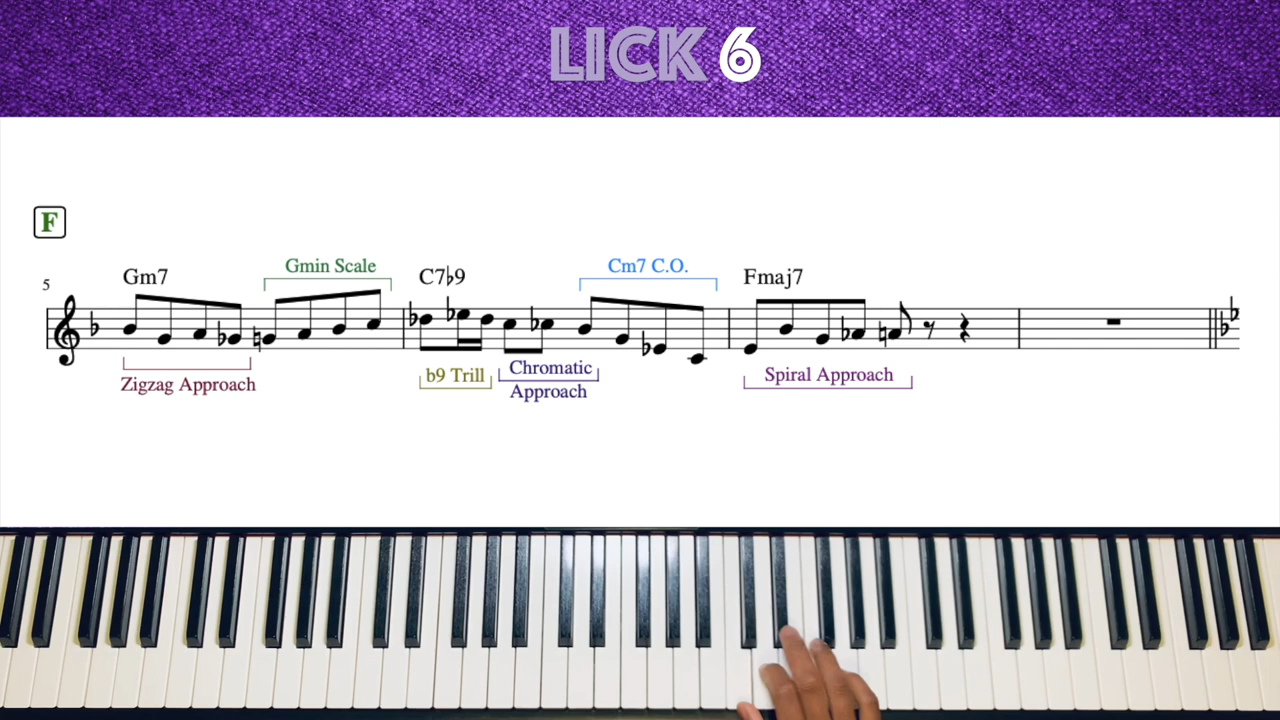 LICK 6
F
Gmin Scale
Cm7 C.O.
Gm7
C7♭9
Fmaj7
5
Zigzag Approach
b9 Trill
Chromatic
Approach
Spiral Approach